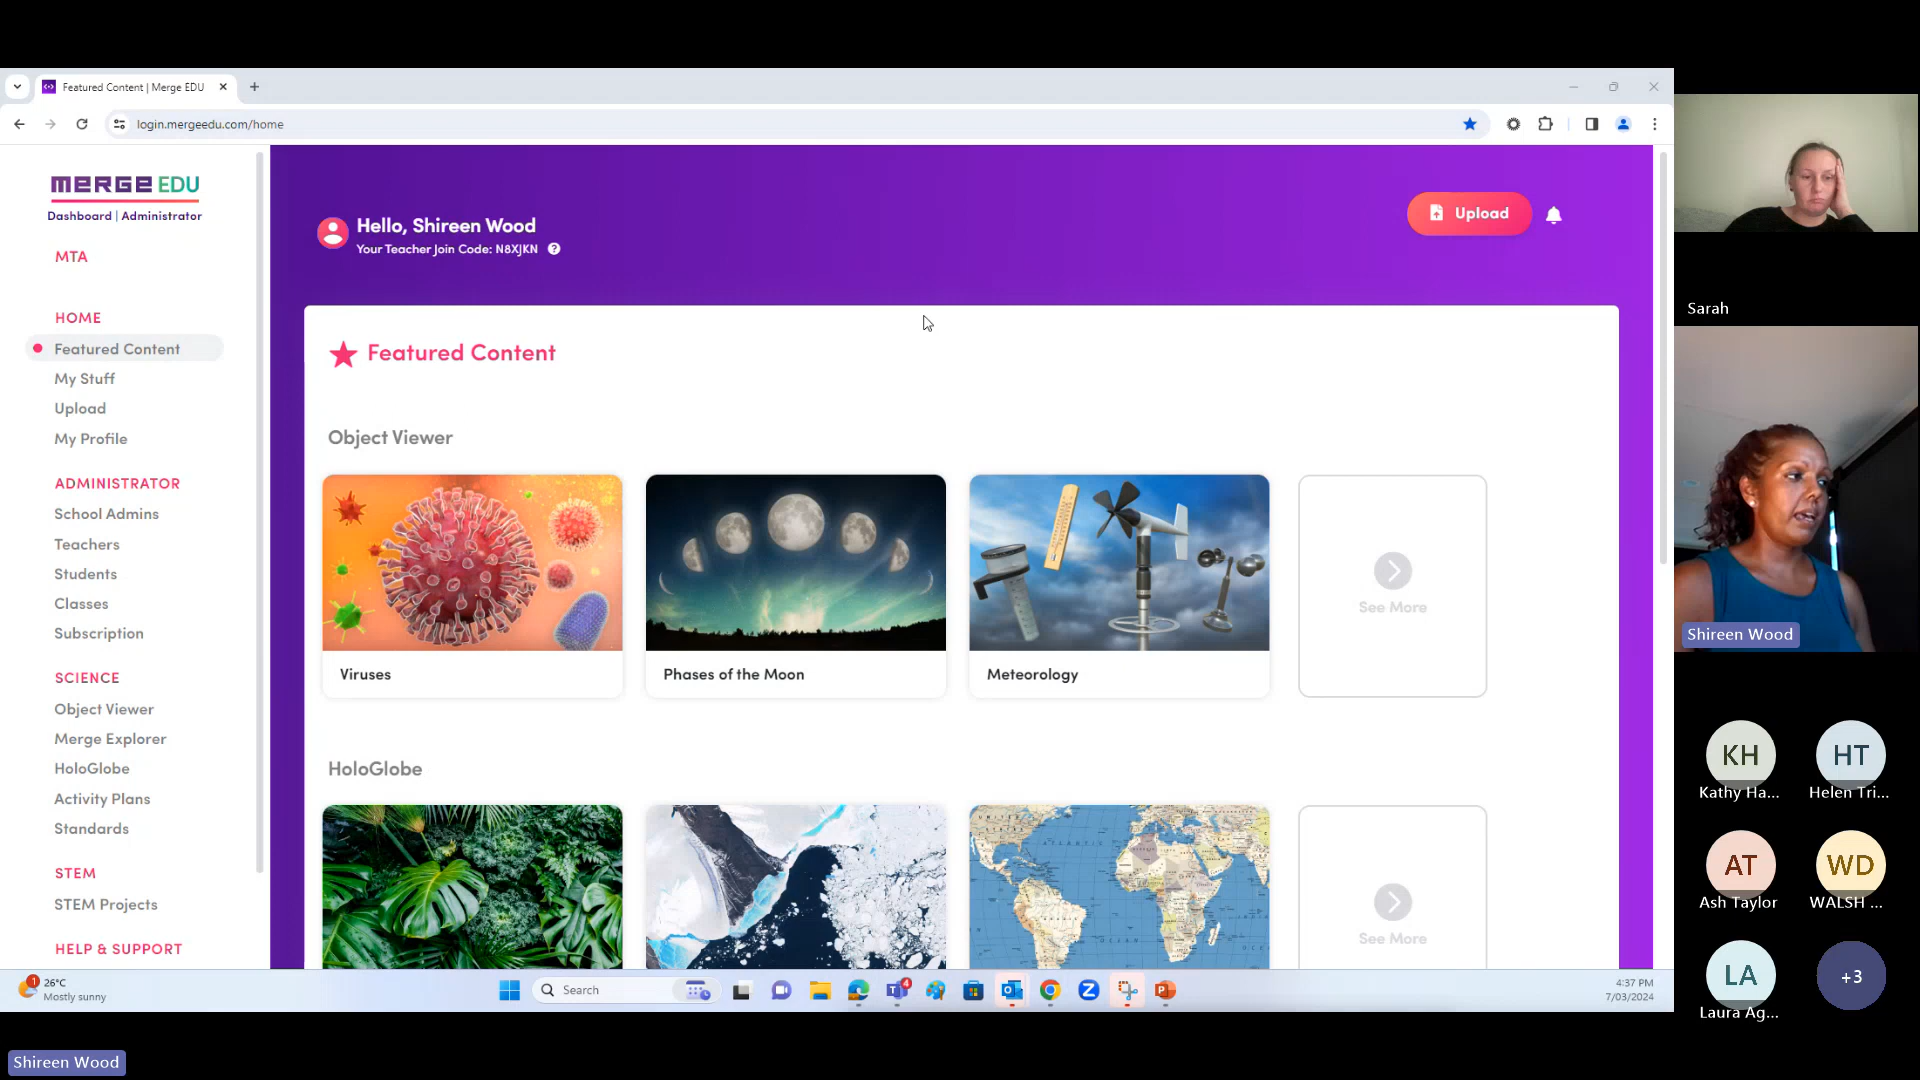 Featured Content | Merge EDU
login.mergeedu.com/home
MERGE EDU
Dashboard | Administrator
MTA
HOME
Featured Content
My Stuff
Upload
My Profile
ADMINISTRATOR
School Admins
Teachers
Students
Classes
Subscription
SCIENCE
Object Viewer
Merge Explorer
HoloGlobe
Activity Plans
Standards
STEM
STEM Projects
HELP & SUPPORT
Hello, Shireen Wood
Your Teacher Join Code: N8XJKN ?
Upload
Featured Content
Object Viewer
Viruses
Phases of the Moon
Meteorology
See More
HoloGlobe
See More
1
26°C
Mostly sunny
Search
4
4:37 PM
7/03/2024
Sarah
Shireen Wood
KH
Kathy Ha...
HT
Helen Tri...
AT
Ash Taylor
WD
WALSH ...
LA
Laura Ag...
+3
Shireen Wood